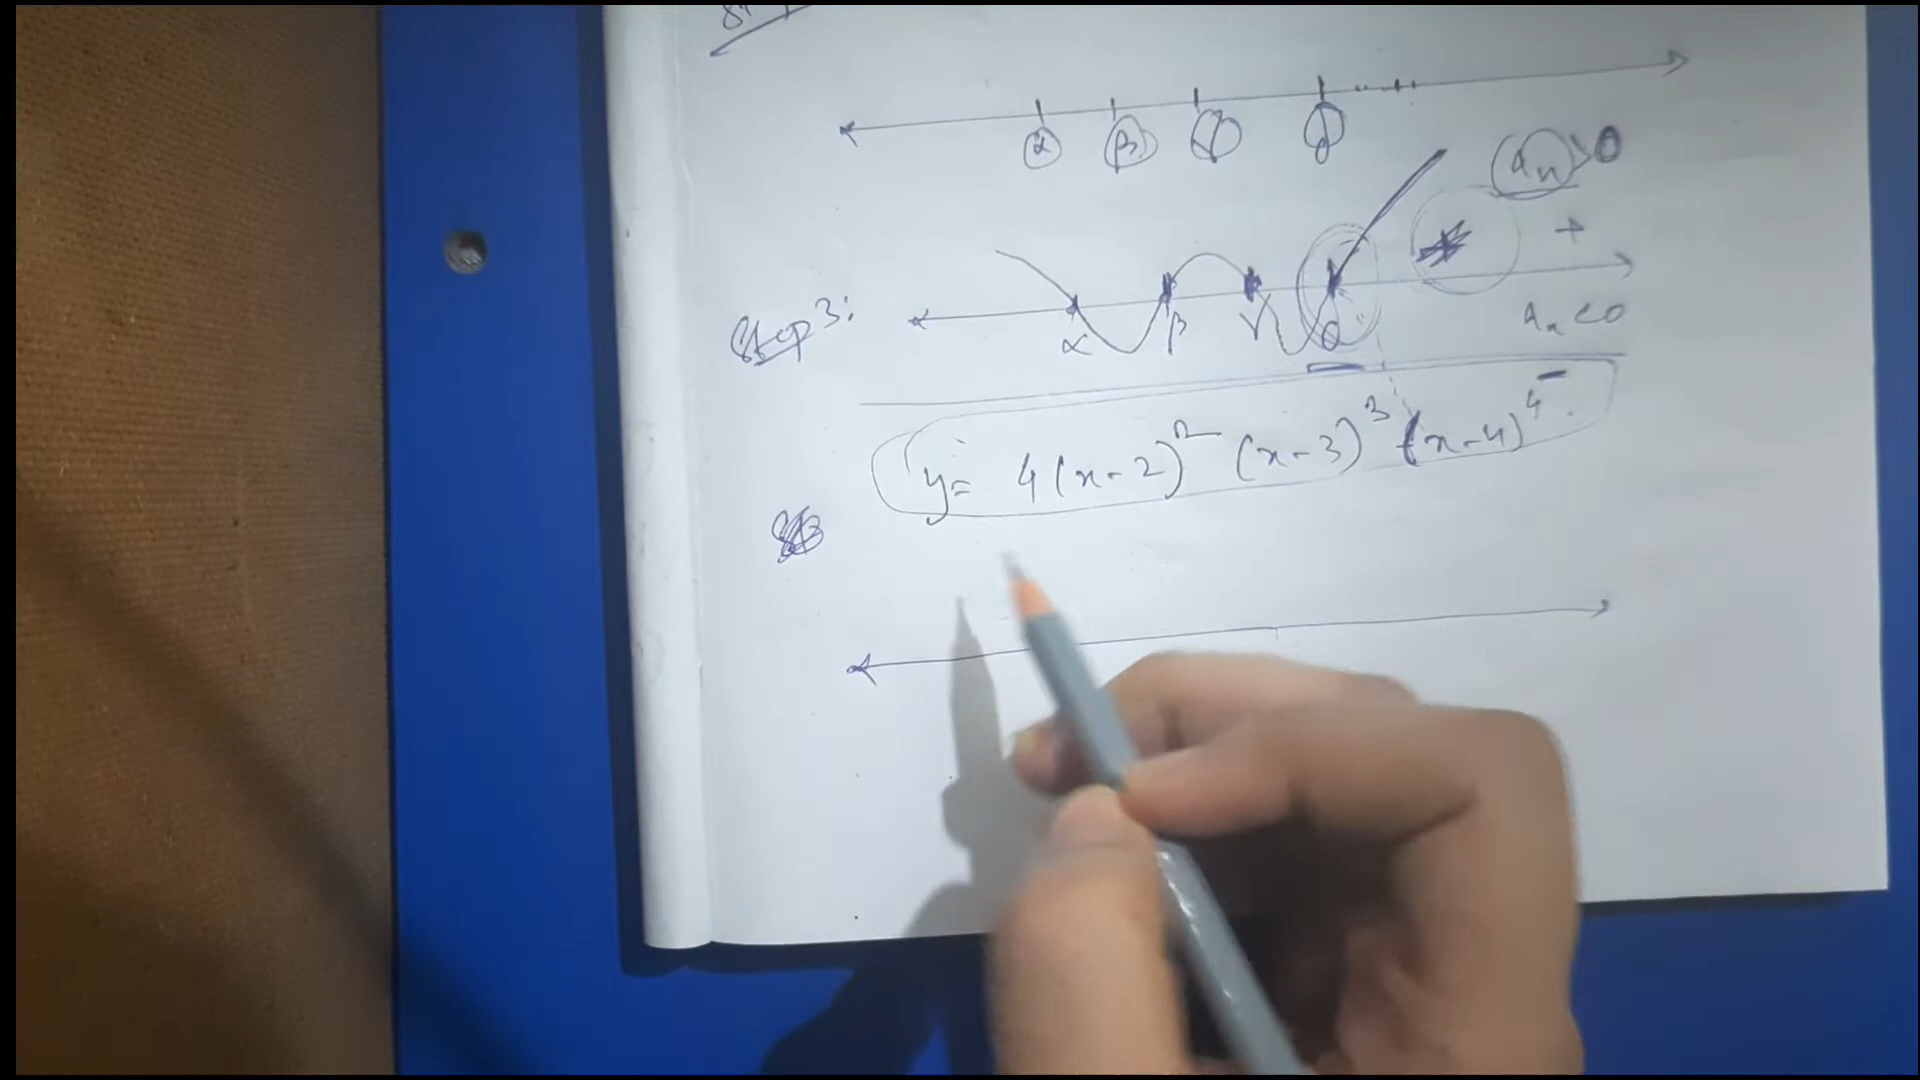 α β γ δ
aₙ > 0
+
Step 3:
α β γ δ
aₙ < 0
y = 4(x-2)² (x-3)³ (x-4)⁴